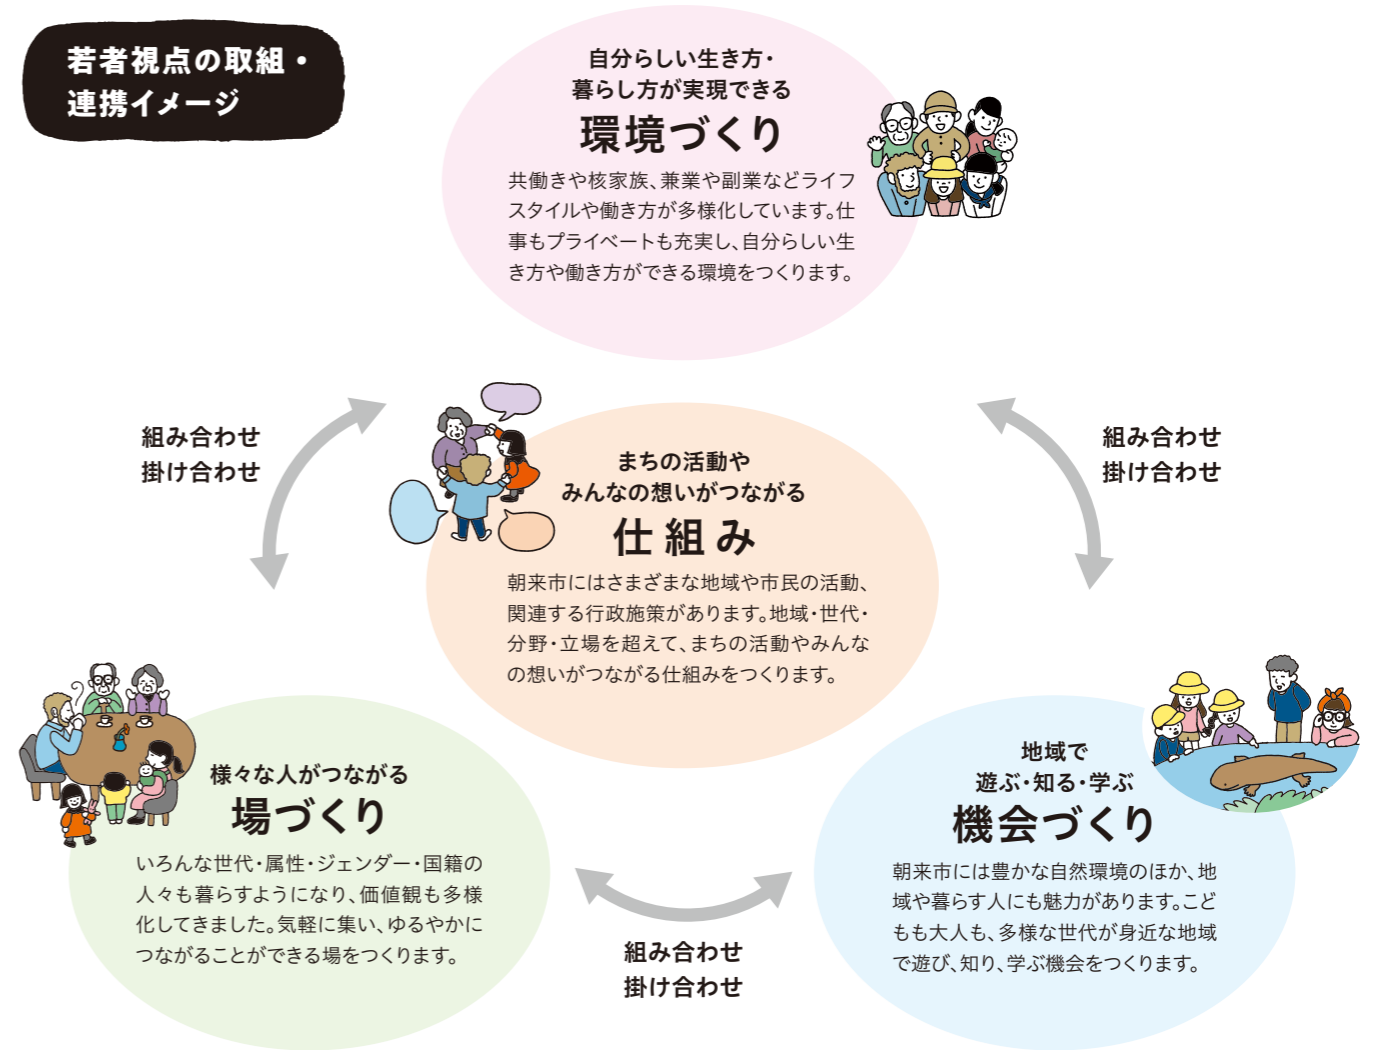 若者視点の取組・
連携イメージ
自分らしい生き方・
暮らし方が実現できる
環境づくり
共働きや核家族、兼業や副業などライフ
スタイルや働き方が多様化しています。仕
事もプライベートも充実し、自分らしい生
き方や働き方ができる環境をつくります。
組み合わせ
掛け合わせ
組み合わせ
掛け合わせ
まちの活動や
みんなの想いがつながる
仕組み
朝来市にはさまざまな地域や市民の活動、
関連する行政施策があります。地域・世代・
分野・立場を超えて、まちの活動やみんな
の想いがつながる仕組みをつくります。
様々な人がつながる
場づくり
いろんな世代・属性・ジェンダー・国籍の
人々も暮らすようになり、価値観も多様
化してきました。気軽に集い、ゆるやかに
つながることができる場をつくります。
地域で
遊ぶ・知る・学ぶ
機会づくり
朝来市には豊かな自然環境のほか、地
域や暮らす人にも魅力があります。こど
もも大人も、多様な世代が身近な地域
で遊び、知り、学ぶ機会をつくります。
組み合わせ
掛け合わせ